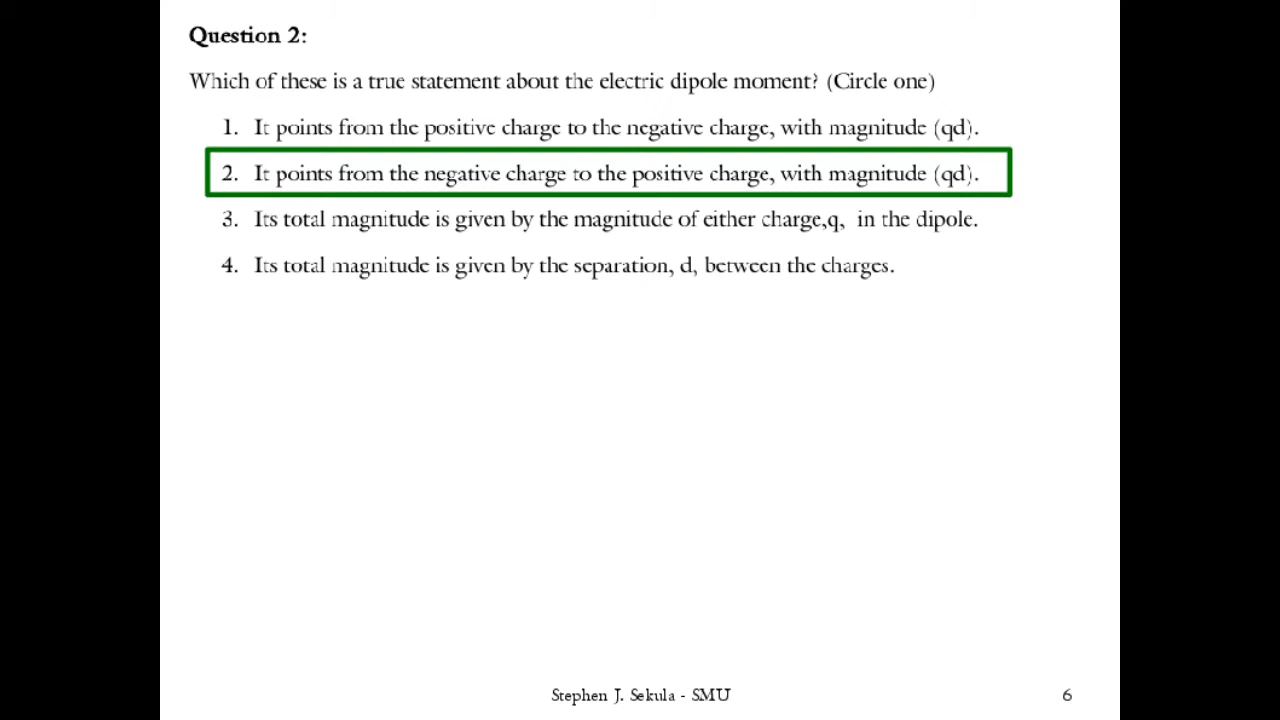 Question 2:
Which of these is a true statement about the electric dipole moment? (Circle one)
1. It points from the positive charge to the negative charge, with magnitude (qd).
2. It points from the negative charge to the positive charge, with magnitude (qd).
3. Its total magnitude is given by the magnitude of either charge,q, in the dipole.
4. Its total magnitude is given by the separation, d, between the charges.
Stephen J. Sekula - SMU 6